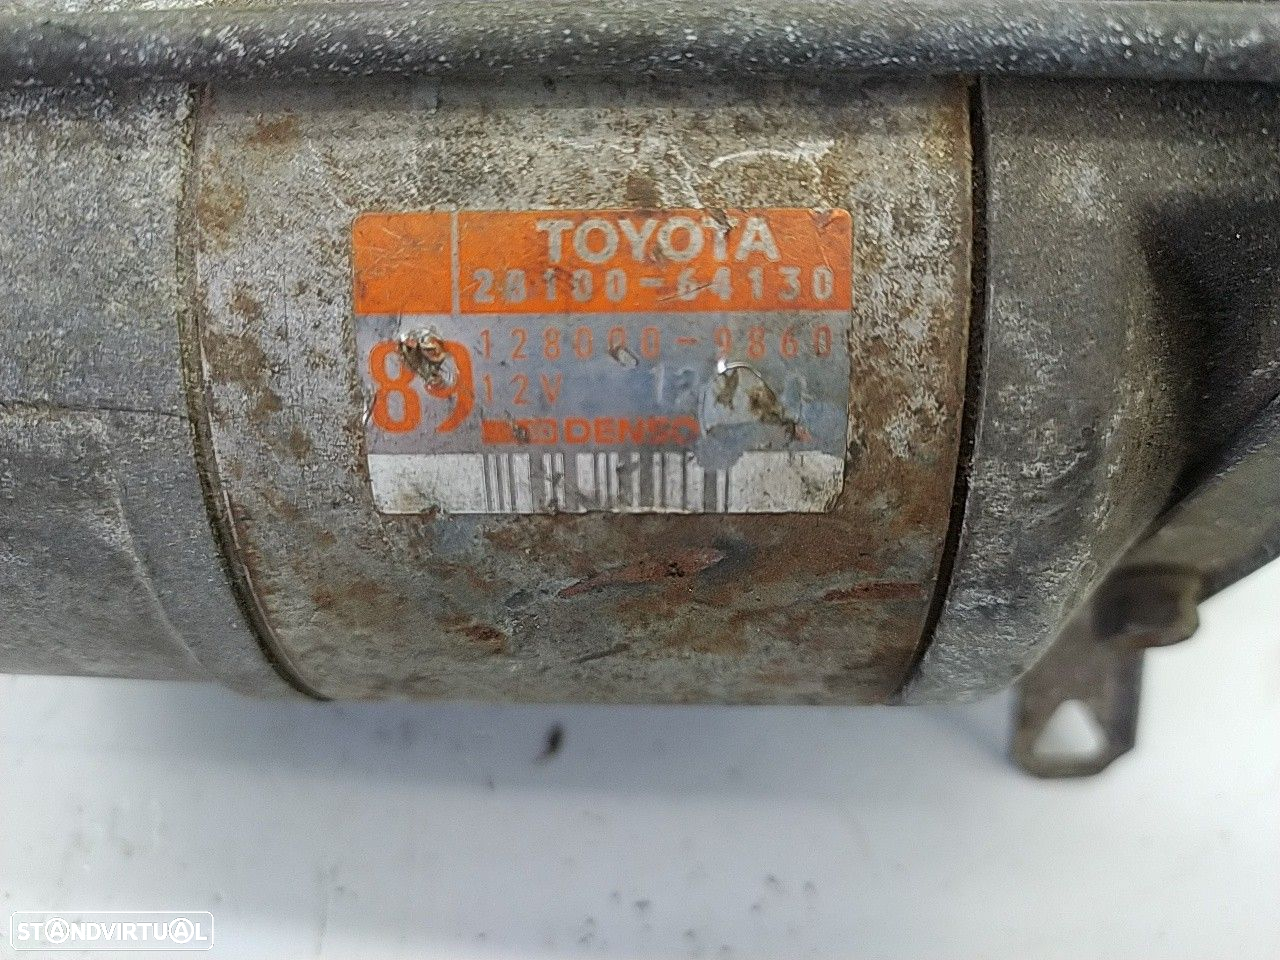 TOYOTA
28100-64130
89
128000-9860
12V
DENSO
STANDVIRTUAL